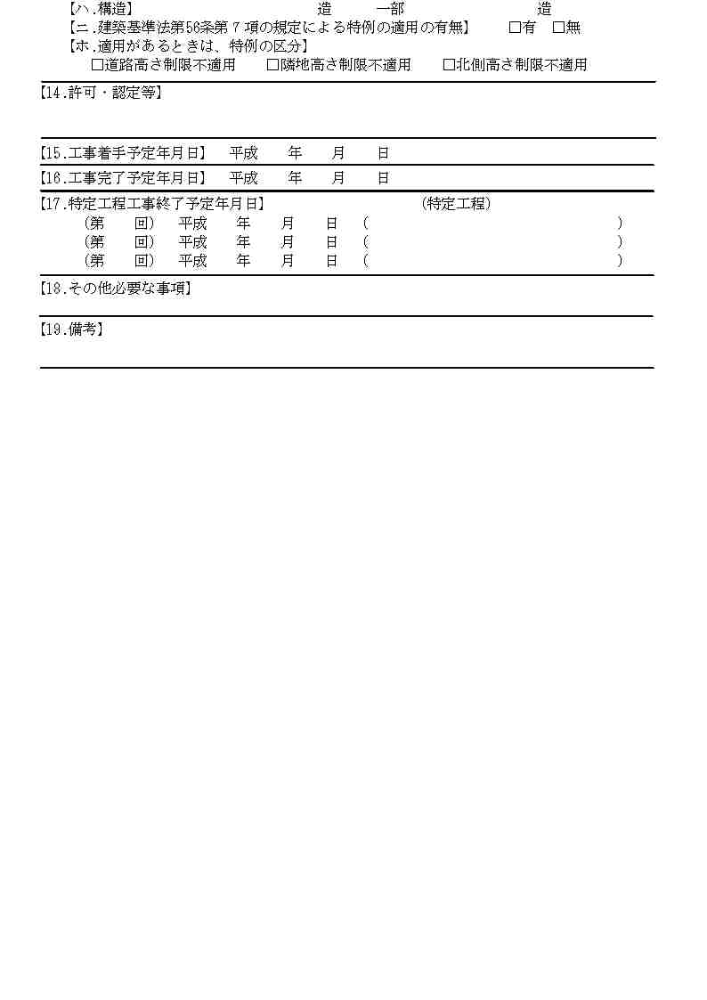 【ハ.構造】　　　　　　　　　　　　　造　　　一部　　　　　　　　　造
【ニ.建築基準法第56条第７項の規定による特例の適用の有無】　　□有　□無
【ホ.適用があるときは、特例の区分】
□道路高さ制限不適用　　□隣地高さ制限不適用　　□北側高さ制限不適用
【14.許可・認定等】
【15.工事着手予定年月日】　平成　　年　　月　　日
【16.工事完了予定年月日】　平成　　年　　月　　日
【17.特定工程工事終了予定年月日】　　　　　　　　　　　(特定工程)
(第　　回)　平成　　年　　月　　日　(　　　　　　　　　　　　　　　　　)
(第　　回)　平成　　年　　月　　日　(　　　　　　　　　　　　　　　　　)
(第　　回)　平成　　年　　月　　日　(　　　　　　　　　　　　　　　　　)
【18.その他必要な事項】
【19.備考】